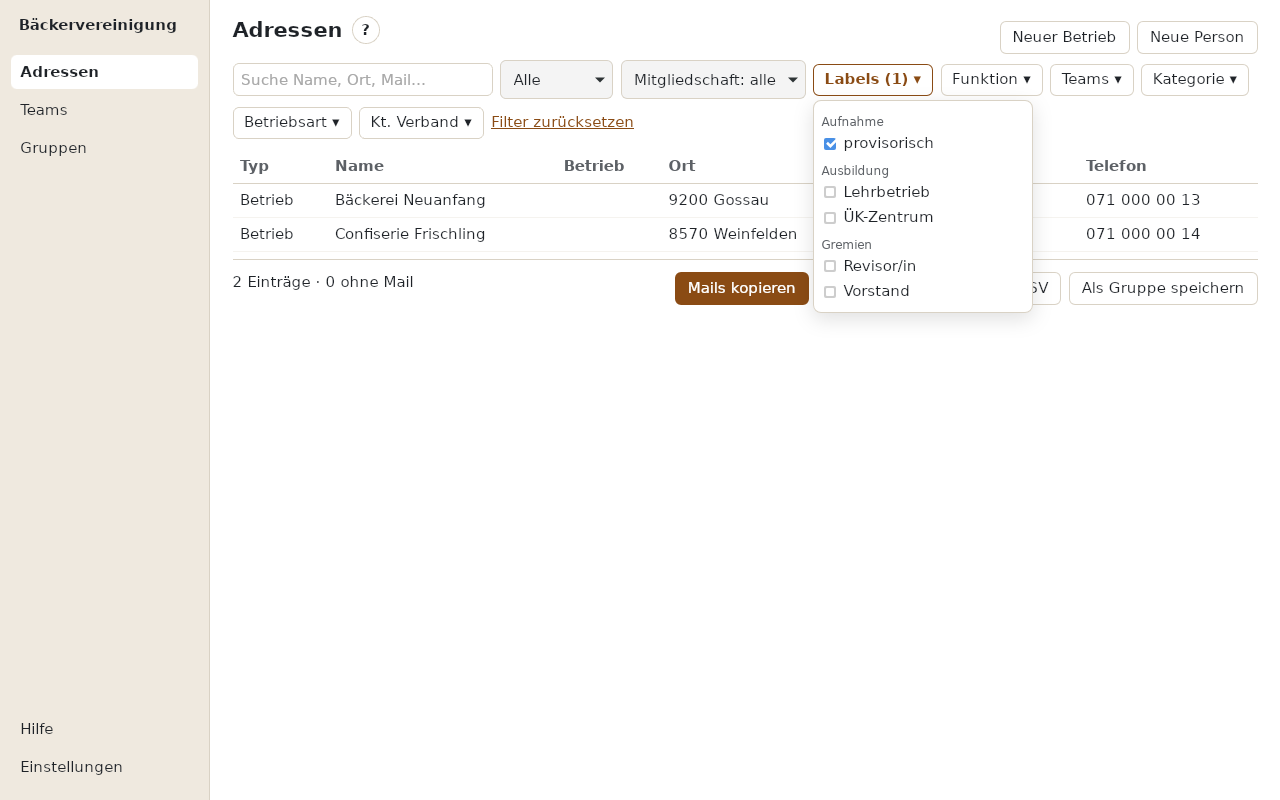 Bäckervereinigung
Adressen
Teams
Gruppen
Hilfe
Einstellungen
Adressen ?
Neuer Betrieb Neue Person
Suche Name, Ort, Mail... Alle Mitgliedschaft: alle Labels (1) ▾ Funktion ▾ Teams ▾ Kategorie ▾
Betriebsart ▾ Kt. Verband ▾ Filter zurücksetzen
Aufnahme
provisorisch
Ausbildung
Lehrbetrieb
ÜK-Zentrum
Gremien
Revisor/in
Vorstand
Typ Name Betrieb Ort Telefon
Betrieb Bäckerei Neuanfang 9200 Gossau 071 000 00 13
Betrieb Confiserie Frischling 8570 Weinfelden 071 000 00 14
2 Einträge · 0 ohne Mail Mails kopieren Als Gruppe speichern